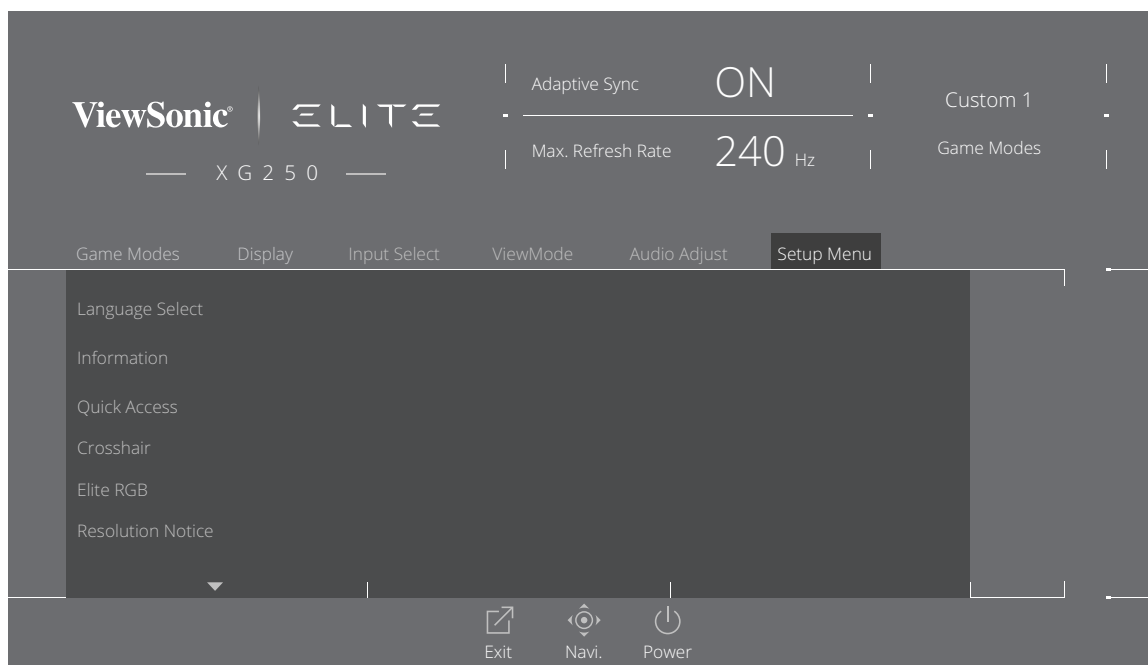 ViewSonic® ELITE
XG250
Adaptive Sync ON
Max. Refresh Rate 240 Hz
Custom 1
Game Modes
Game Modes Display Input Select ViewMode Audio Adjust Setup Menu
Language Select
Information
Quick Access
Crosshair
Elite RGB
Resolution Notice
Exit Navi. Power